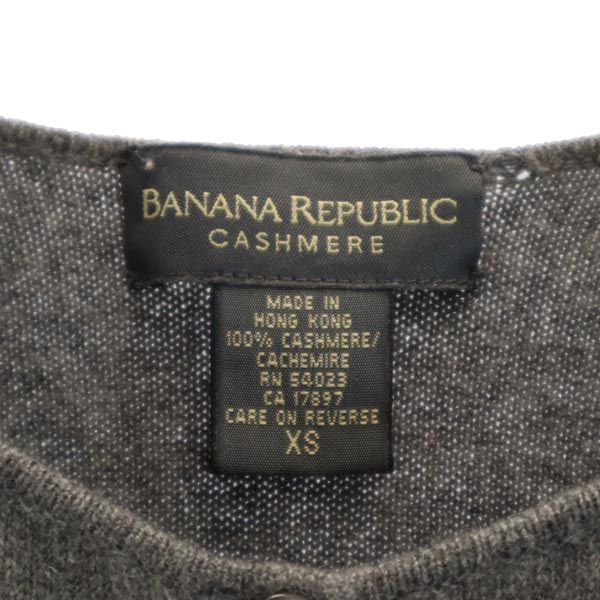 BANANA REPUBLIC
CASHMERE
MADE IN
HONG KONG
100% CASHMERE/
CACHEMIRE
RN 54023
CA 17897
CARE ON REVERSE
XS